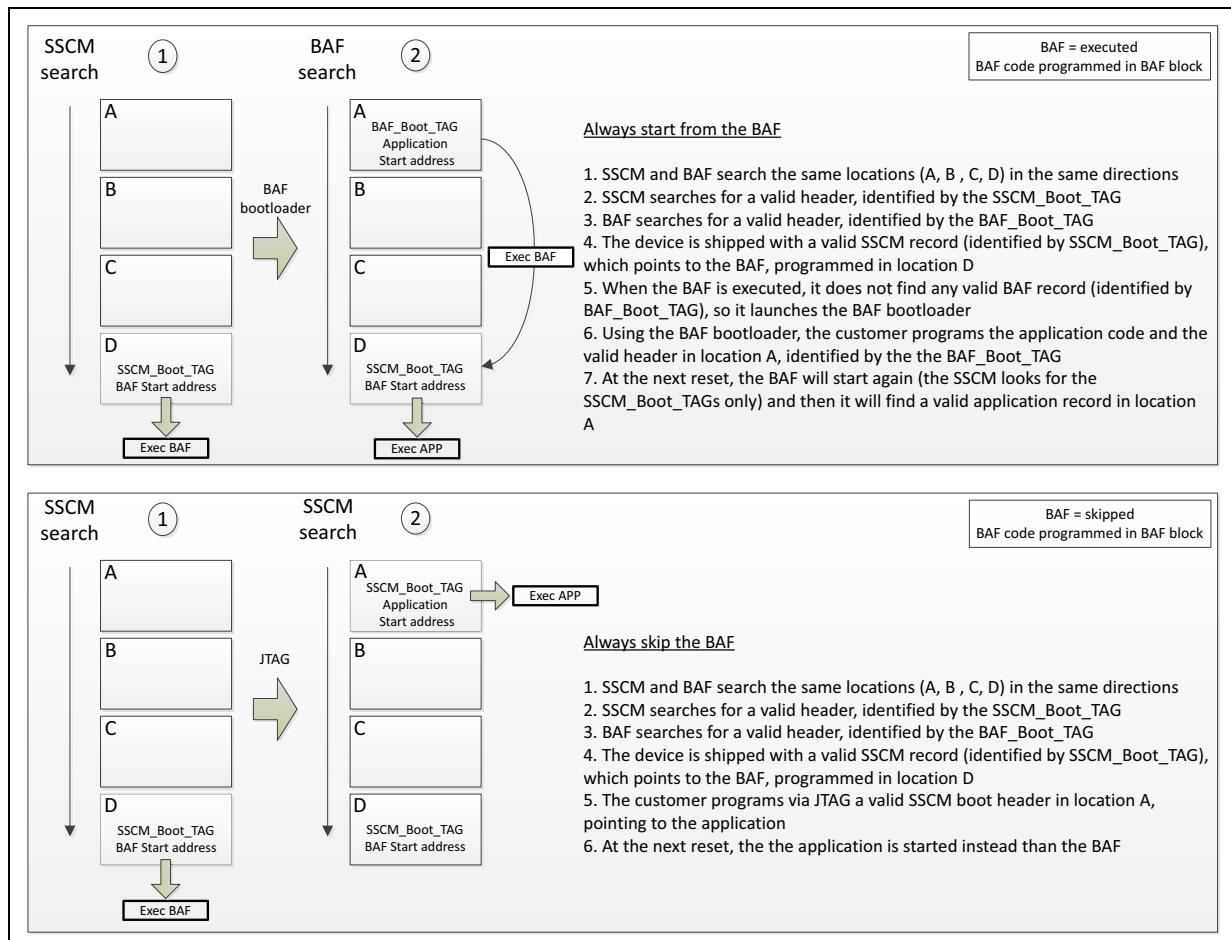 SSCM
search
1
BAF
search
2
BAF = executed
BAF code programmed in BAF block
A
B
C
D
SSCM_Boot_TAG
BAF Start address
Exec BAF
BAF
bootloader
A
BAF_Boot_TAG
Application
Start address
B
C
Exec BAF
D
SSCM_Boot_TAG
BAF Start address
Exec APP
Always start from the BAF
1. SSCM and BAF search the same locations (A, B , C, D) in the same directions
2. SSCM searches for a valid header, identified by the SSCM_Boot_TAG
3. BAF searches for a valid header, identified by the BAF_Boot_TAG
4. The device is shipped with a valid SSCM record (identified by SSCM_Boot_TAG),
which points to the BAF, programmed in location D
5. When the BAF is executed, it does not find any valid BAF record (identified by
BAF_Boot_TAG), so it launches the BAF bootloader
6. Using the BAF bootloader, the customer programs the application code and the
valid header in location A, identified by the the BAF_Boot_TAG
7. At the next reset, the BAF will start again (the SSCM looks for the
SSCM_Boot_TAGs only) and then it will find a valid application record in location
A
SSCM
search
1
SSCM
search
2
BAF = skipped
BAF code programmed in BAF block
A
B
C
D
SSCM_Boot_TAG
BAF Start address
Exec BAF
JTAG
A
SSCM_Boot_TAG
Application
Start address
Exec APP
B
C
D
SSCM_Boot_TAG
BAF Start address
Always skip the BAF
1. SSCM and BAF search the same locations (A, B , C, D) in the same directions
2. SSCM searches for a valid header, identified by the SSCM_Boot_TAG
3. BAF searches for a valid header, identified by the BAF_Boot_TAG
4. The device is shipped with a valid SSCM record (identified by SSCM_Boot_TAG),
which points to the BAF, programmed in location D
5. The customer programs via JTAG a valid SSCM boot header in location A,
pointing to the application
6. At the next reset, the the application is started instead than the BAF